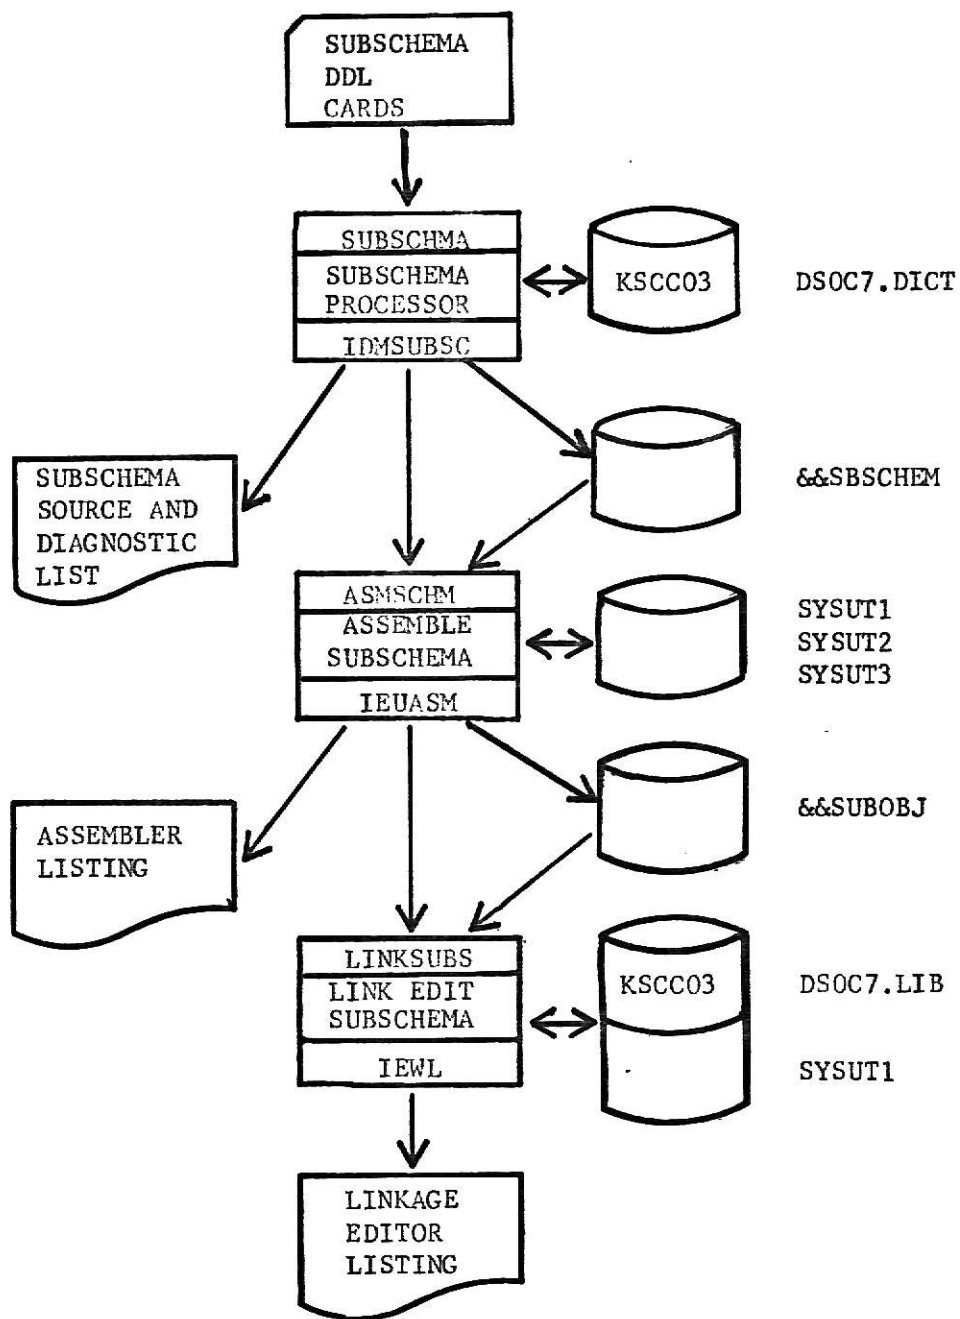 SUBSCHEMA
DDL
CARDS
SUBSCHMA
SUBSCHEMA
PROCESSOR
IDMSUBSC
KSCC03
DSOC7.DICT
SUBSCHEMA
SOURCE AND
DIAGNOSTIC
LIST
&&SBSCHEM
ASMSCHM
ASSEMBLE
SUBSCHEMA
IEUASM
SYSUT1
SYSUT2
SYSUT3
ASSEMBLER
LISTING
&&SUBOBJ
LINKSUBS
LINK EDIT
SUBSCHEMA
IEWL
KSCC03
DSOC7.LIB
SYSUT1
LINKAGE
EDITOR
LISTING